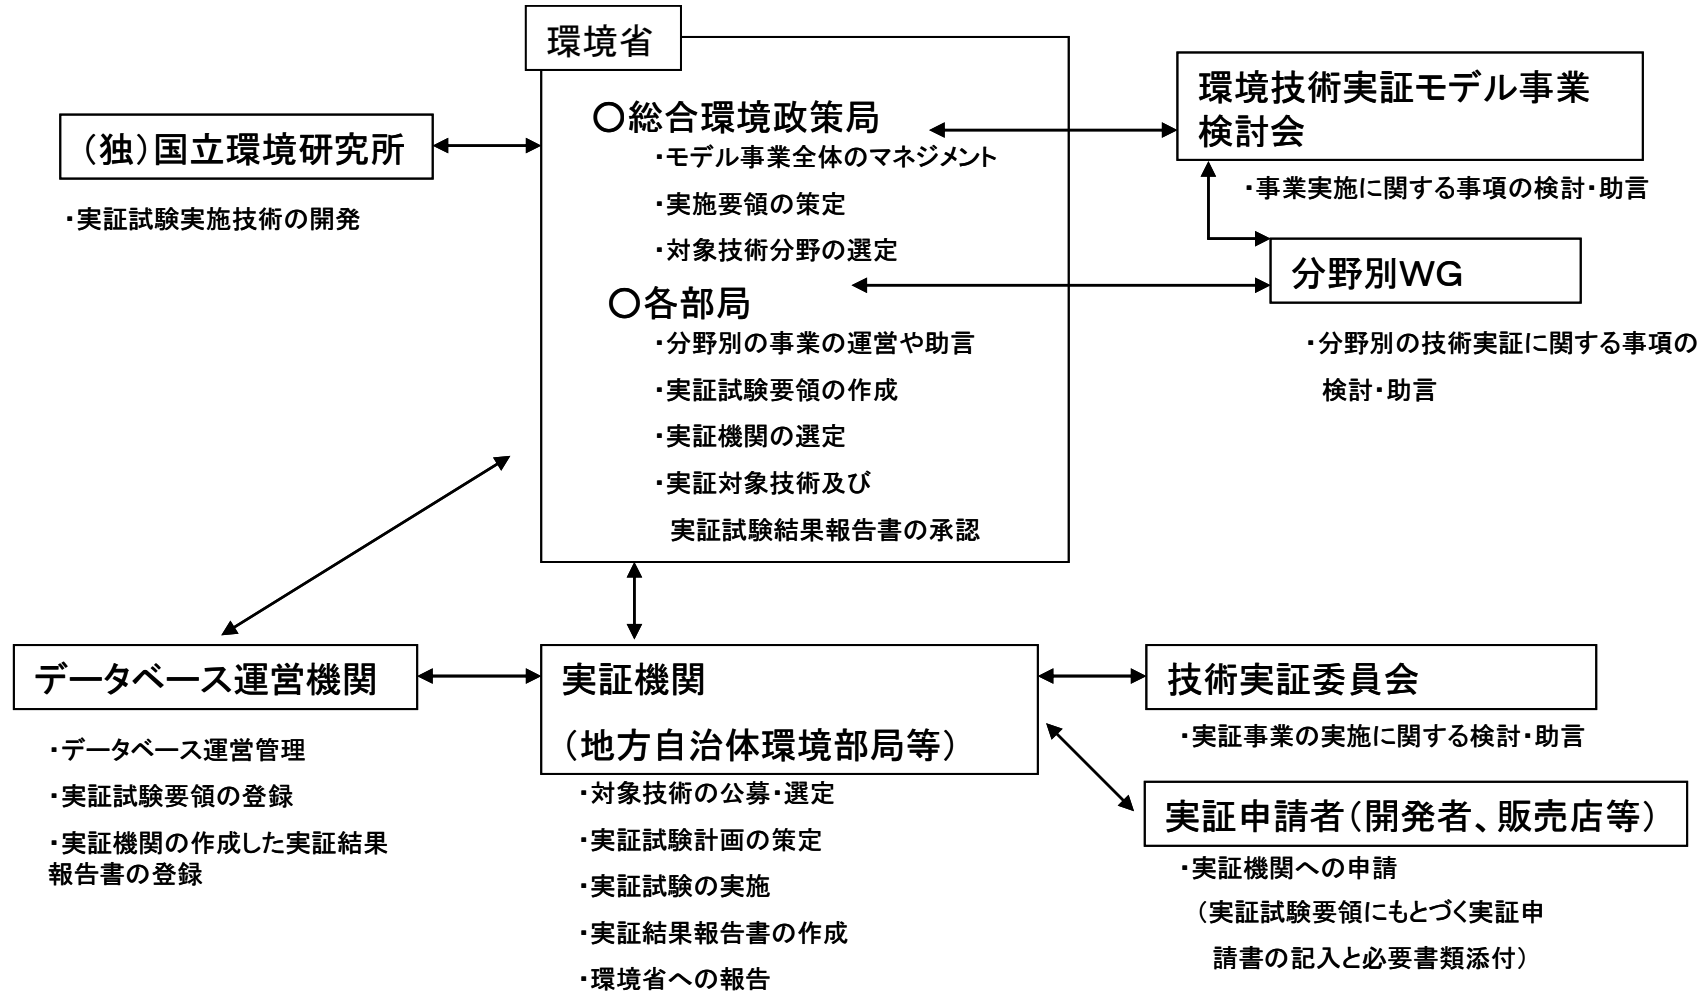 環境省
○総合環境政策局
・モデル事業全体のマネジメント
・実施要領の策定
・対象技術分野の選定
○各部局
・分野別の事業の運営や助言
・実証試験要領の作成
・実証機関の選定
・実証対象技術及び
実証試験結果報告書の承認
（独）国立環境研究所
・実証試験実施技術の開発
環境技術実証モデル事業
検討会
・事業実施に関する事項の検討・助言
分野別WG
・分野別の技術実証に関する事項の
検討・助言
データベース運営機関
・データベース運営管理
・実証試験要領の登録
・実証機関の作成した実証結果
報告書の登録
実証機関
（地方自治体環境部局等）
・対象技術の公募・選定
・実証試験計画の策定
・実証試験の実施
・実証結果報告書の作成
・環境省への報告
技術実証委員会
・実証事業の実施に関する検討・助言
実証申請者（開発者、販売店等）
・実証機関への申請
（実証試験要領にもとづく実証申
請書の記入と必要書類添付）